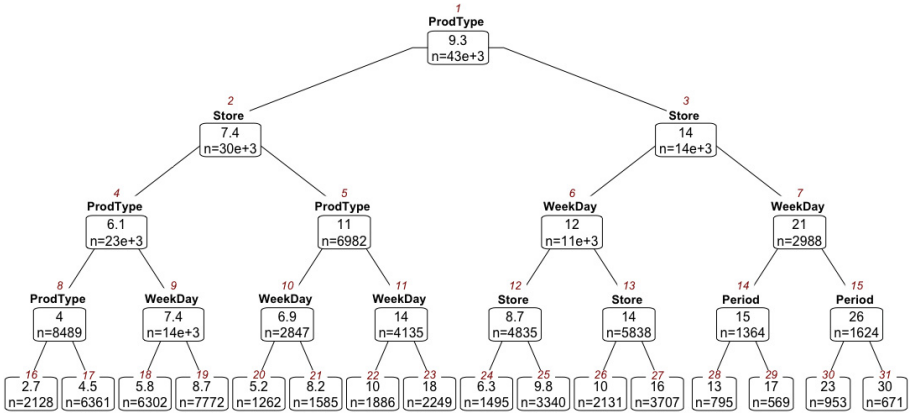 1
ProdType
9.3
n=43e+3
2 3
Store Store
7.4 14
n=30e+3 n=14e+3
4 5 6 7
ProdType ProdType WeekDay WeekDay
6.1 11 12 21
n=23e+3 n=6982 n=11e+3 n=2988
8 9 10 11 12 13 14 15
ProdType WeekDay WeekDay WeekDay Store Store Period Period
4 7.4 6.9 14 8.7 14 15 26
n=8489 n=14e+3 n=2847 n=4135 n=4835 n=5838 n=1364 n=1624
16 17 18 19 20 21 22 23 24 25 26 27 28 29 30 31
2.7 4.5 5.8 8.7 5.2 8.2 10 18 6.3 9.8 10 16 13 17 23 30
n=2128 n=6361 n=6302 n=7772 n=1262 n=1585 n=1886 n=2249 n=1495 n=3340 n=2131 n=3707 n=795 n=569 n=953 n=671